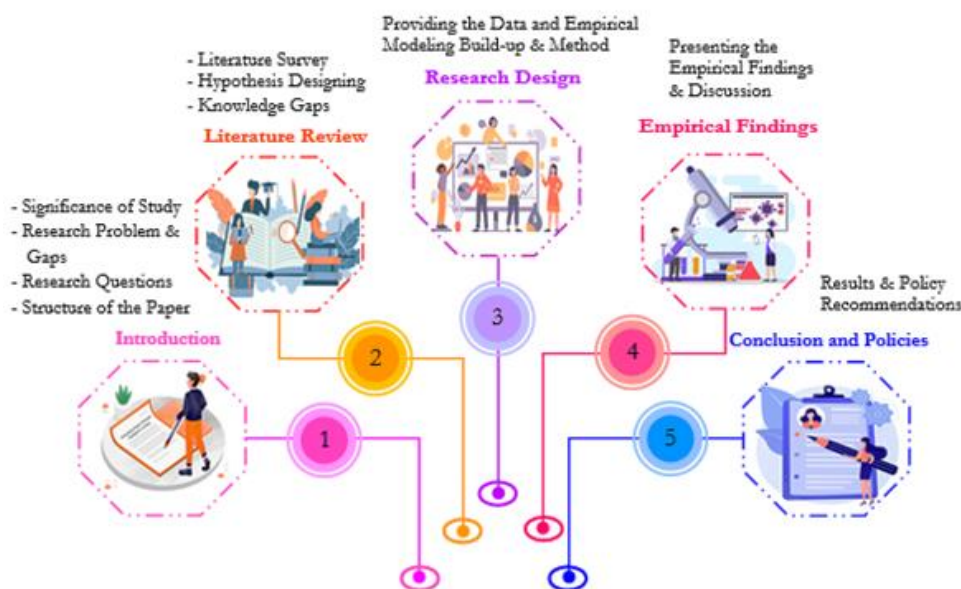 - Significance of Study
- Research Problem &
Gaps
- Research Questions
- Structure of the Paper
Introduction
1
- Literature Survey
- Hypothesis Designing
- Knowledge Gaps
Literature Review
2
Providing the Data and Empirical
Modeling Build-up & Method
Research Design
3
Presenting the
Empirical Findings
& Discussion
Empirical Findings
4
Results & Policy
Recommendations
Conclusion and Policies
5